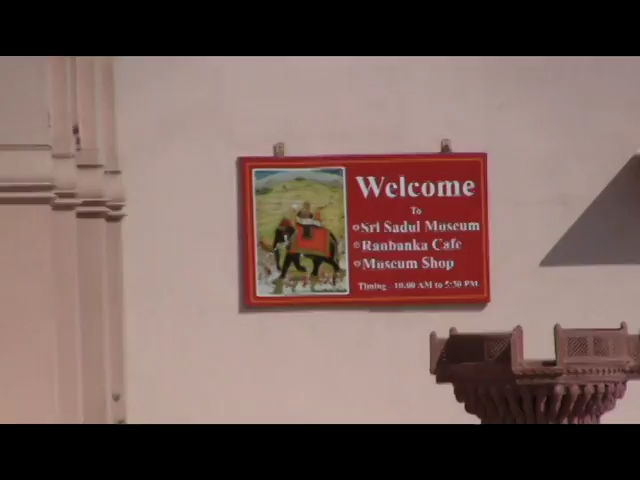 Welcome
To
Sri Sadul Museum
Ranbanka Cafe
Museum Shop
Timing - 10.00 AM to 5:30 PM